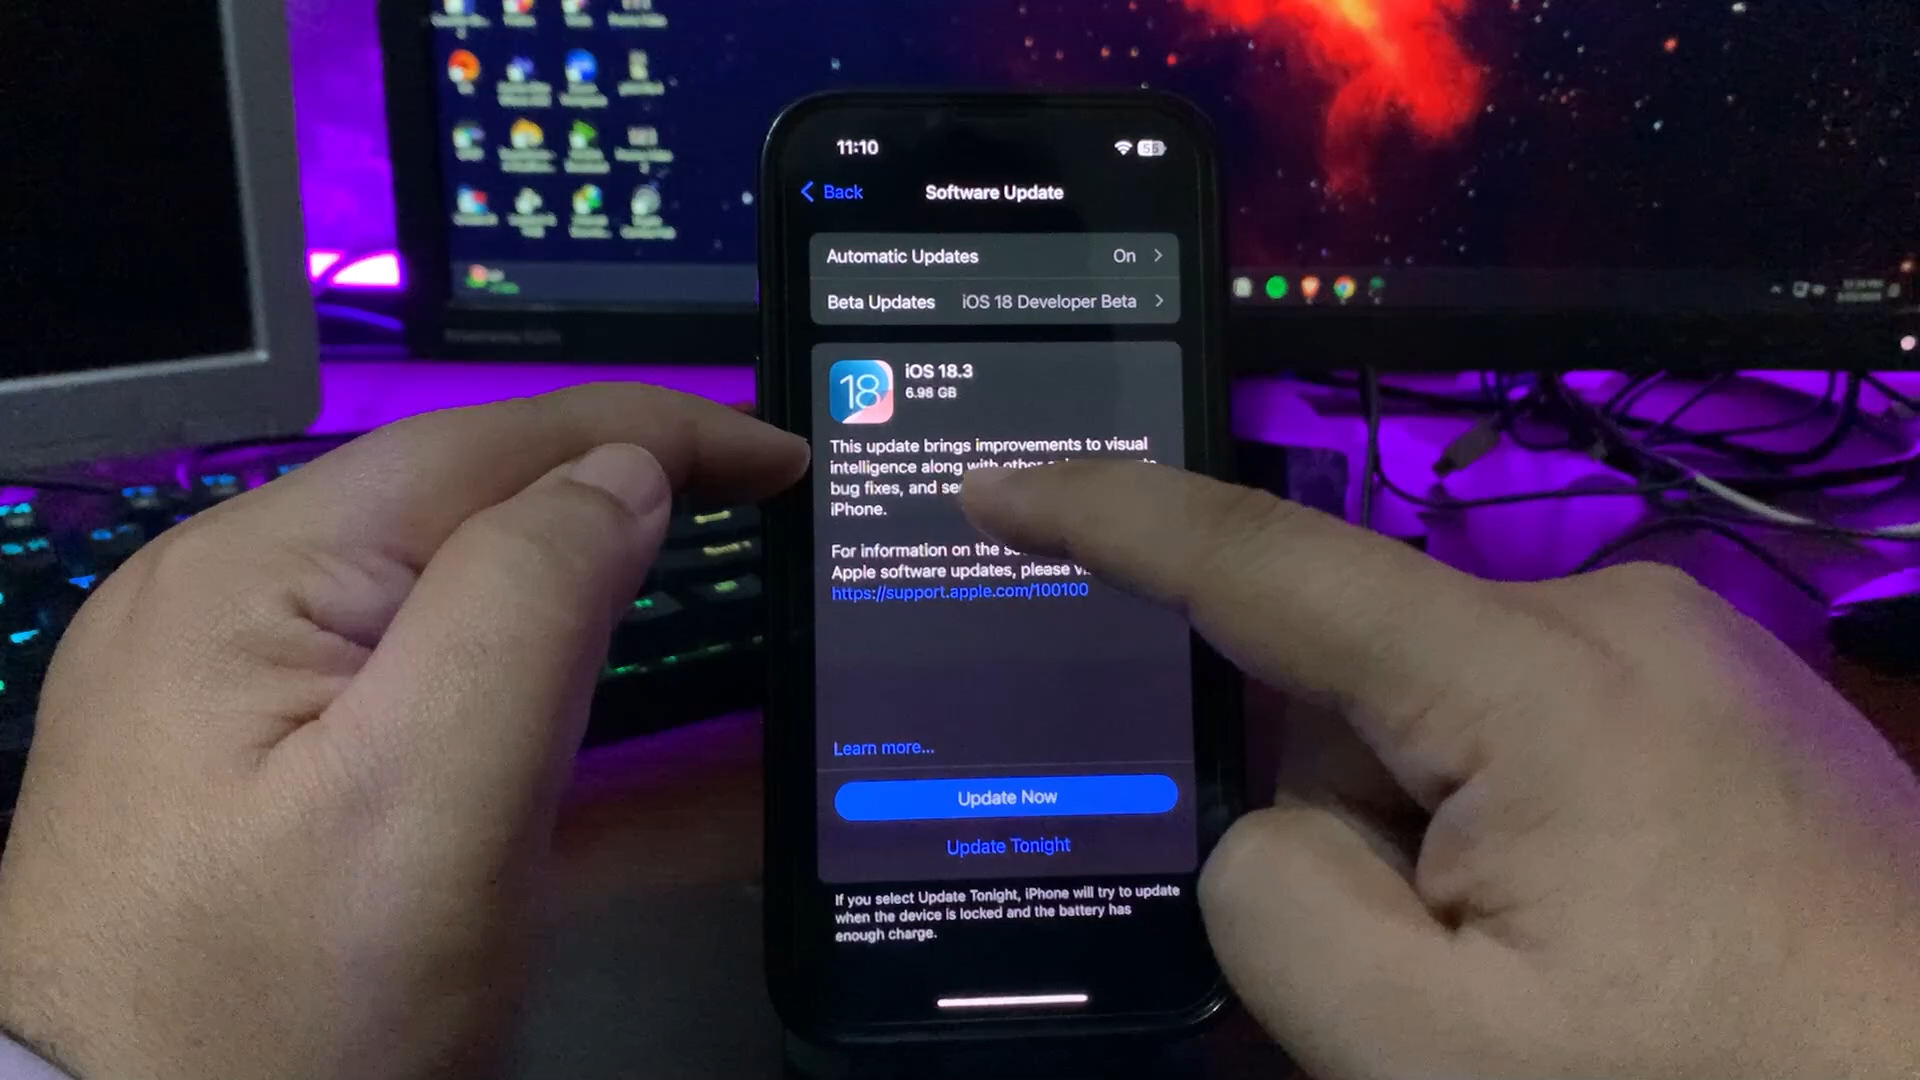 11:10
55
Back
Software Update
Automatic Updates On
Beta Updates iOS 18 Developer Beta
18
iOS 18.3
6.98 GB
This update brings improvements to visual
intelligence along with other
bug fixes, and
iPhone.
For information on the
Apple software updates, please
https://support.apple.com/100100
Learn more...
Update Now
Update Tonight
If you select Update Tonight, iPhone will try to update
when the device is locked and the battery has
enough charge.